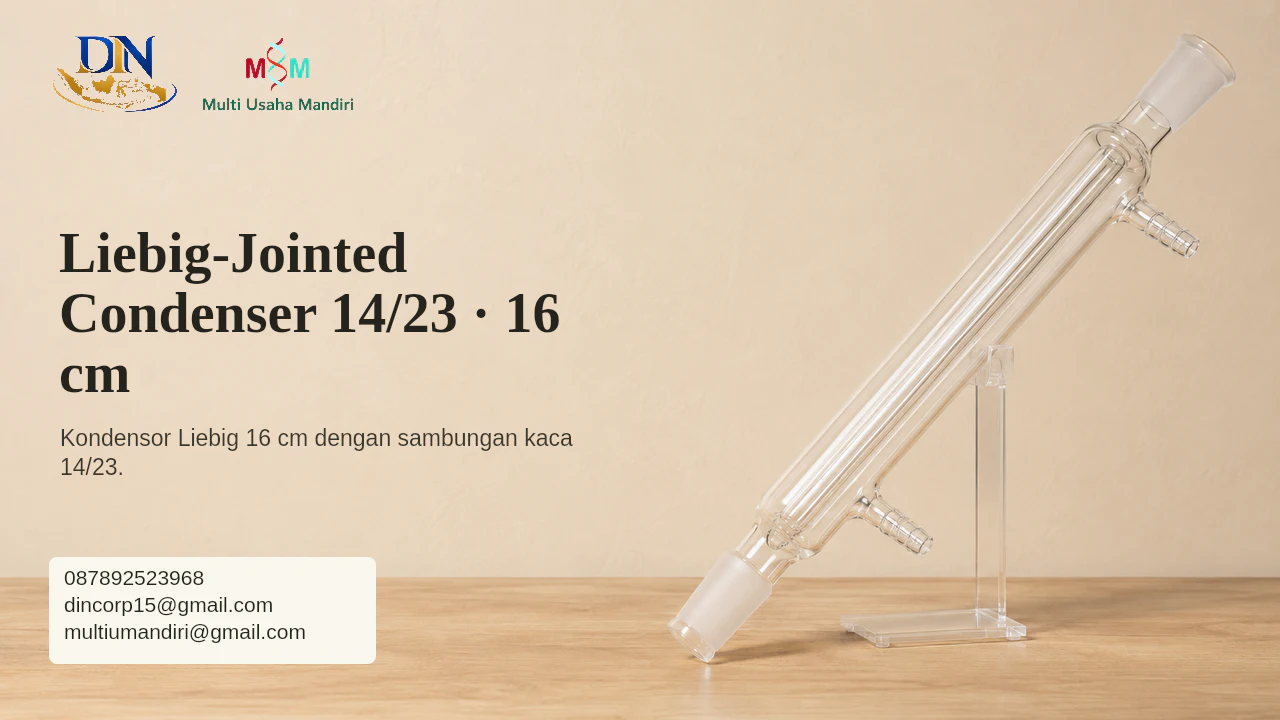 DN
MSM
Multi Usaha Mandiri
Liebig-Jointed
Condenser 14/23 · 16
cm
Kondensor Liebig 16 cm dengan sambungan kaca
14/23.
087892523968
dincorp15@gmail.com
multiumandiri@gmail.com